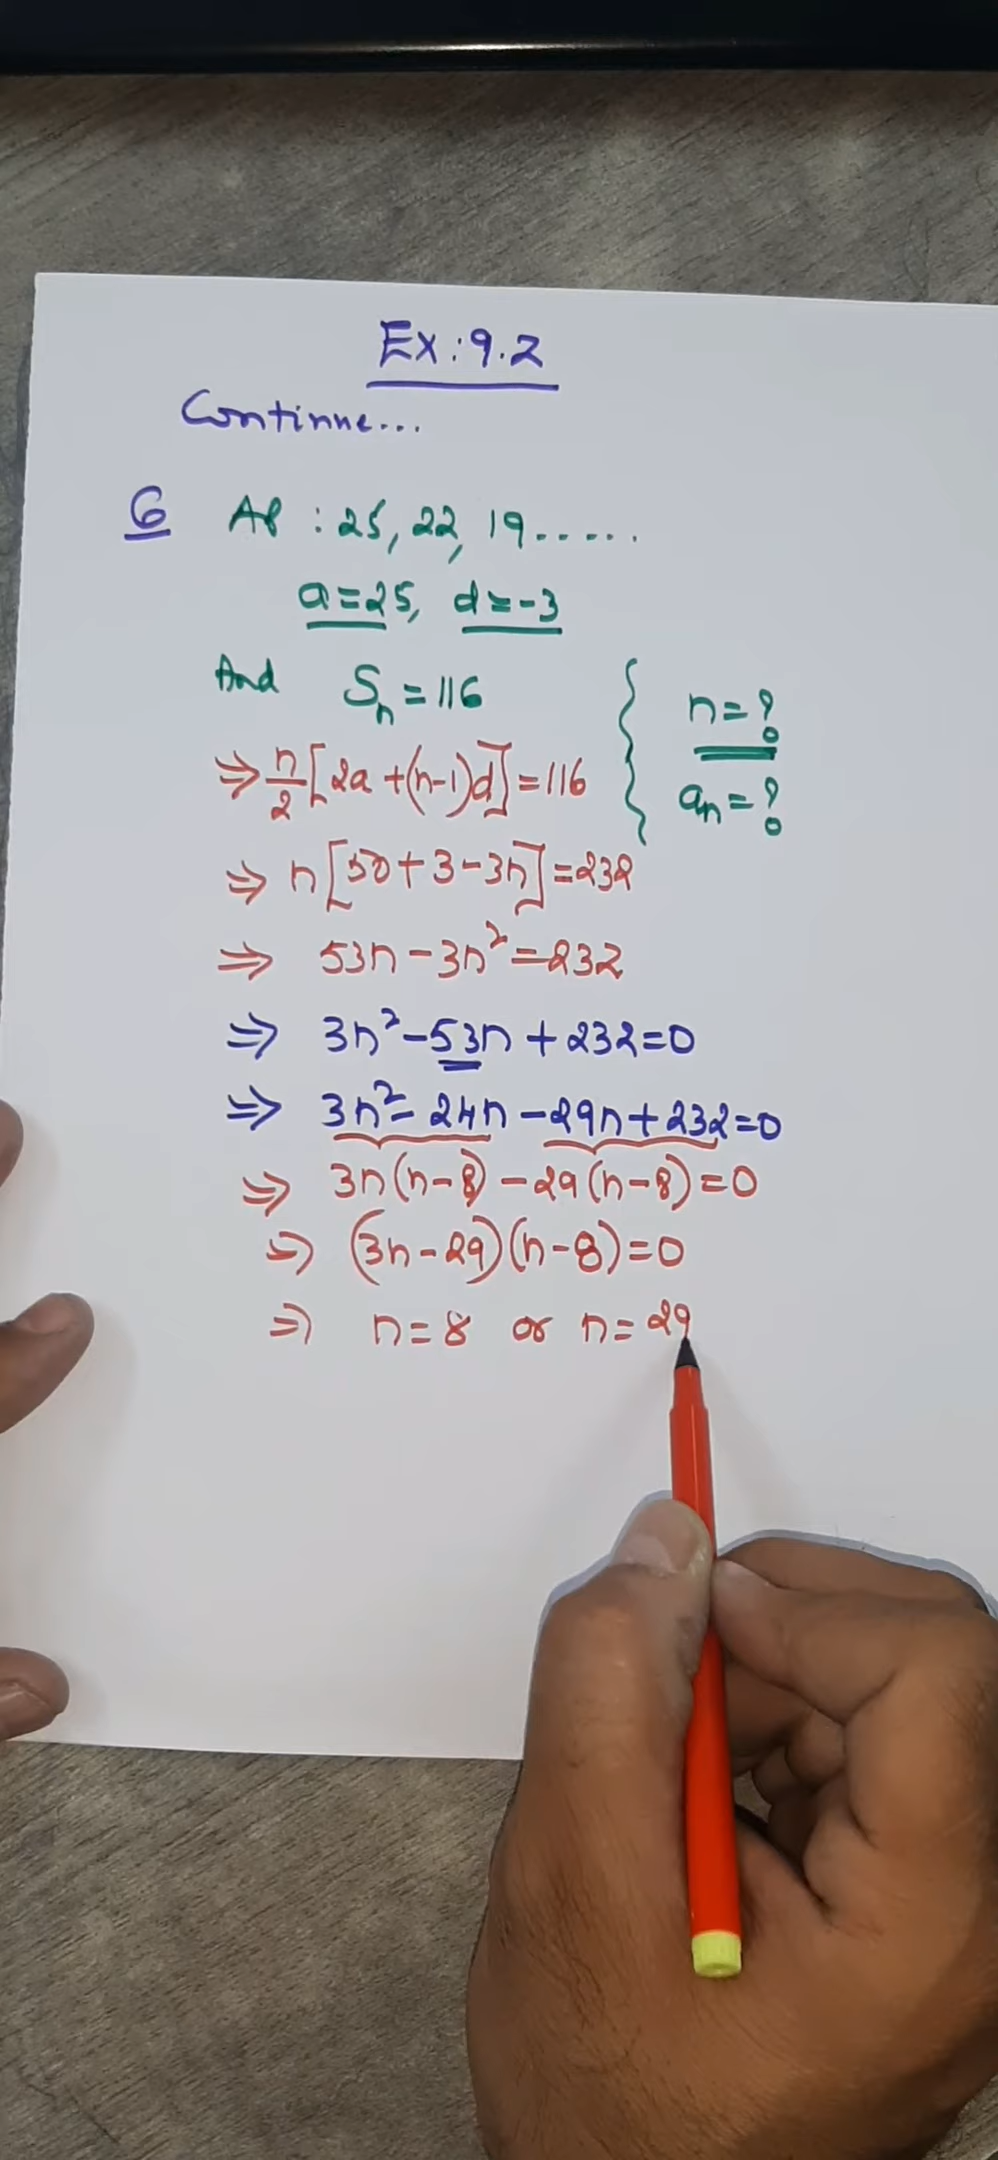 Ex: 9.2
Continue...
6 AP : 25, 22, 19.....
a=25, d=-3
And Sn=116
n=?
an=?
⇒ n/2[2a+(n-1)d]=116
⇒ n[50+3-3n]=232
⇒ 53n-3n²=232
⇒ 3n²-53n+232=0
⇒ 3n²-24n-29n+232=0
⇒ 3n(n-8)-29(n-8)=0
⇒ (3n-29)(n-8)=0
⇒ n=8 or n=29